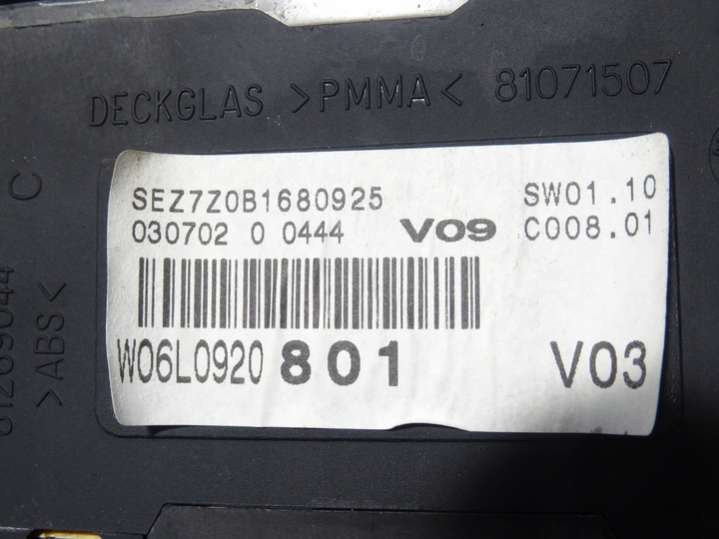 DECKGLAS >PMMA< 81071507
C
>ABS<
SEZ7Z0B1680925 SW01.10
030702 0 0444 V09 C008.01
W06L0920 801 V03